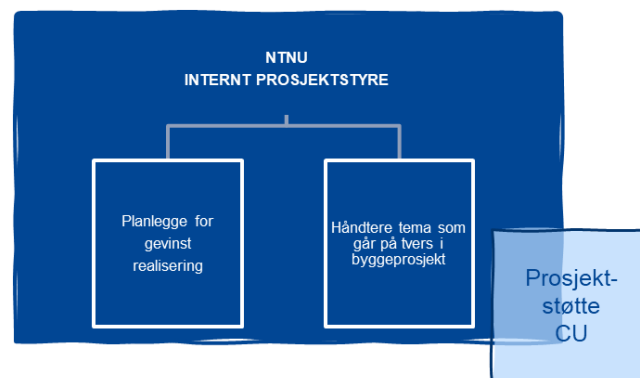 NTNU
INTERNT PROSJEKTSTYRE
Planlegge for
gevinst
realisering
Håndtere tema som
går på tvers i
byggeprosjekt
Prosjekt-
støtte
CU